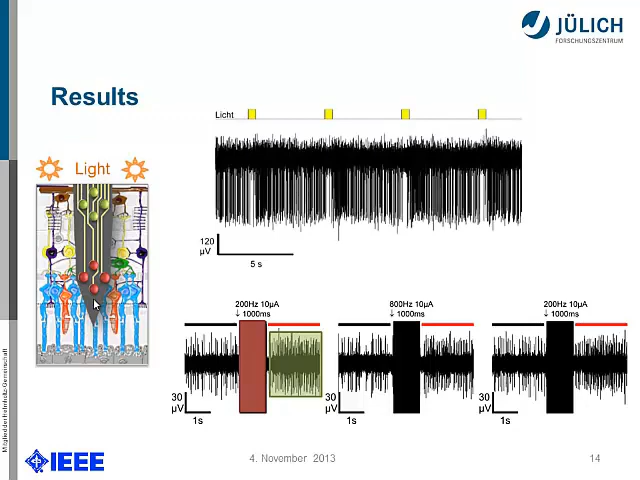 JÜLICH
FORSCHUNGSZENTRUM
Results
Licht
Light
120
µV
5 s
200Hz 10µA
↓ 1000ms
800Hz 10µA
↓ 1000ms
200Hz 10µA
↓ 1000ms
30
µV
1s
30
µV
1s
30
µV
1s
Mitglied der Helmholtz-Gemeinschaft
IEEE
4. November 2013
14